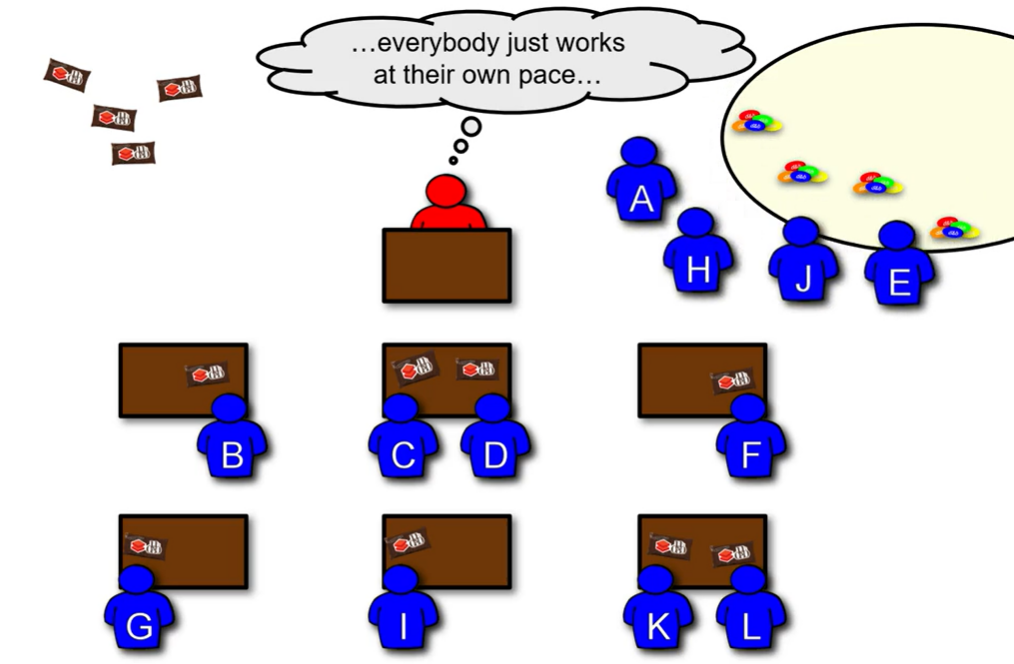 …everybody just works
at their own pace…
A
H
J
E
B
C
D
F
G
I
K
L